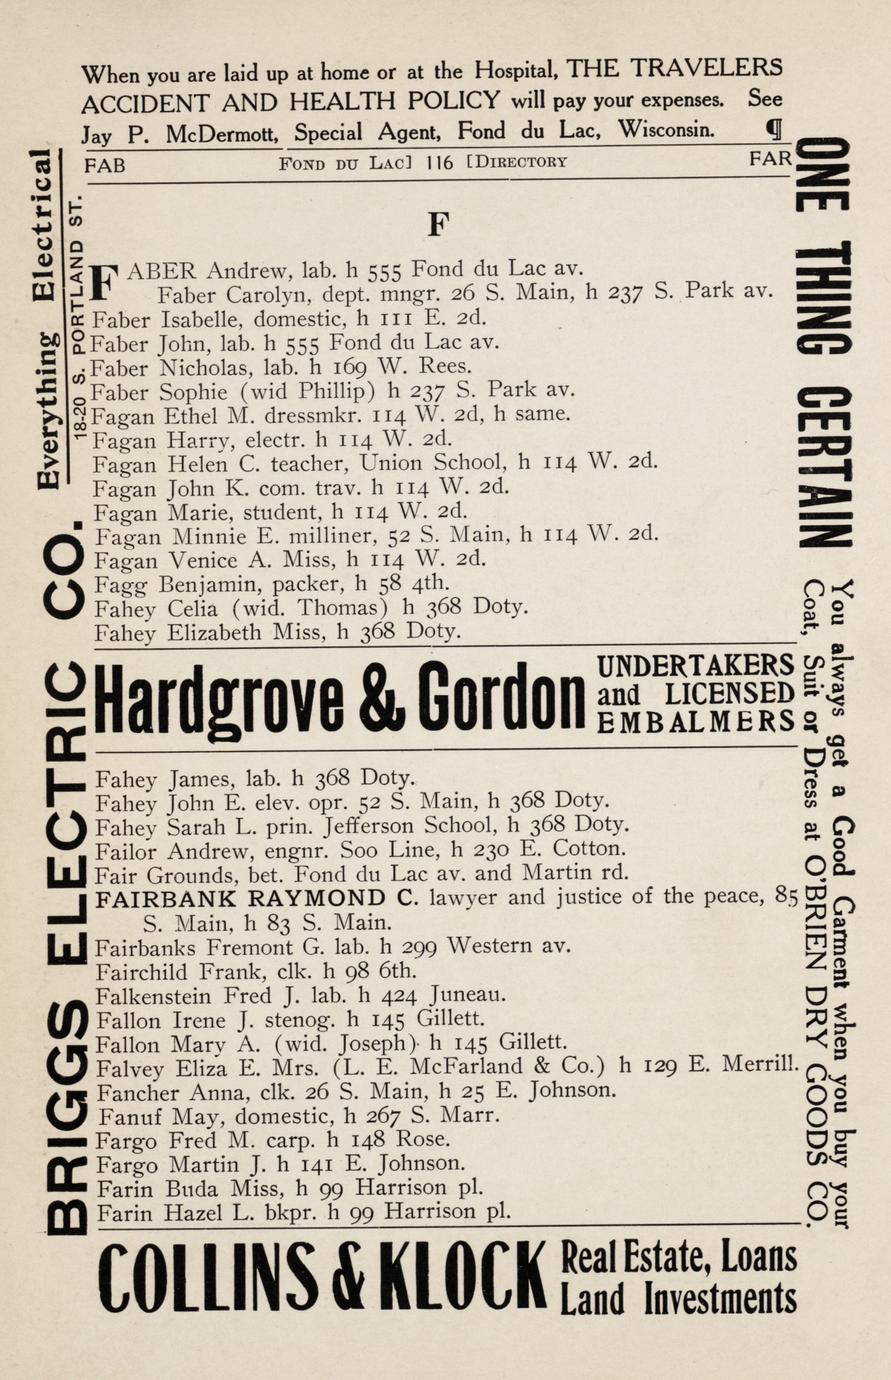 When you are laid up at home or at the Hospital, THE TRAVELERS
ACCIDENT AND HEALTH POLICY will pay your expenses. See
Jay P. McDermott, Special Agent, Fond du Lac, Wisconsin. ¶
FAB FOND DU LAC] 116 [DIRECTORY FAR
F
FABER Andrew, lab. h 555 Fond du Lac av.
Faber Carolyn, dept. mngr. 26 S. Main, h 237 S. Park av.
Faber Isabelle, domestic, h 111 E. 2d.
Faber John, lab. h 555 Fond du Lac av.
Faber Nicholas, lab. h 169 W. Rees.
Faber Sophie (wid Phillip) h 237 S. Park av.
Fagan Ethel M. dressmkr. 114 W. 2d, h same.
Fagan Harry, electr. h 114 W. 2d.
Fagan Helen C. teacher, Union School, h 114 W. 2d.
Fagan John K. com. trav. h 114 W. 2d.
Fagan Marie, student, h 114 W. 2d.
Fagan Minnie E. milliner, 52 S. Main, h 114 W. 2d.
Fagan Venice A. Miss, h 114 W. 2d.
Fagg Benjamin, packer, h 58 4th.
Fahey Celia (wid. Thomas) h 368 Doty.
Fahey Elizabeth Miss, h 368 Doty.
Hardgrove & Gordon
UNDERTAKERS
and LICENSED
EMBALMERS
Fahey James, lab. h 368 Doty.
Fahey John E. elev. opr. 52 S. Main, h 368 Doty.
Fahey Sarah L. prin. Jefferson School, h 368 Doty.
Failor Andrew, engnr. Soo Line, h 230 E. Cotton.
Fair Grounds, bet. Fond du Lac av. and Martin rd.
FAIRBANK RAYMOND C. lawyer and justice of the peace, 85
S. Main, h 83 S. Main.
Fairbanks Fremont G. lab. h 299 Western av.
Fairchild Frank, clk. h 98 6th.
Falkenstein Fred J. lab. h 424 Juneau.
Fallon Irene J. stenog. h 145 Gillett.
Fallon Mary A. (wid. Joseph) h 145 Gillett.
Falvey Eliza E. Mrs. (L. E. McFarland & Co.) h 129 E. Merrill.
Fancher Anna, clk. 26 S. Main, h 25 E. Johnson.
Fanuf May, domestic, h 267 S. Marr.
Fargo Fred M. carp. h 148 Rose.
Fargo Martin J. h 141 E. Johnson.
Farin Buda Miss, h 99 Harrison pl.
Farin Hazel L. bkpr. h 99 Harrison pl.
COLLINS & KLOCK
Real Estate, Loans
Land Investments
BRIGGS ELECTRIC CO.
Everything Electrical
18-20 S. PORTLAND ST.
ONE THING CERTAIN
You always get a Good Garment when you buy your
Coat, Suit or Dress at O'BRIEN DRY GOODS CO.